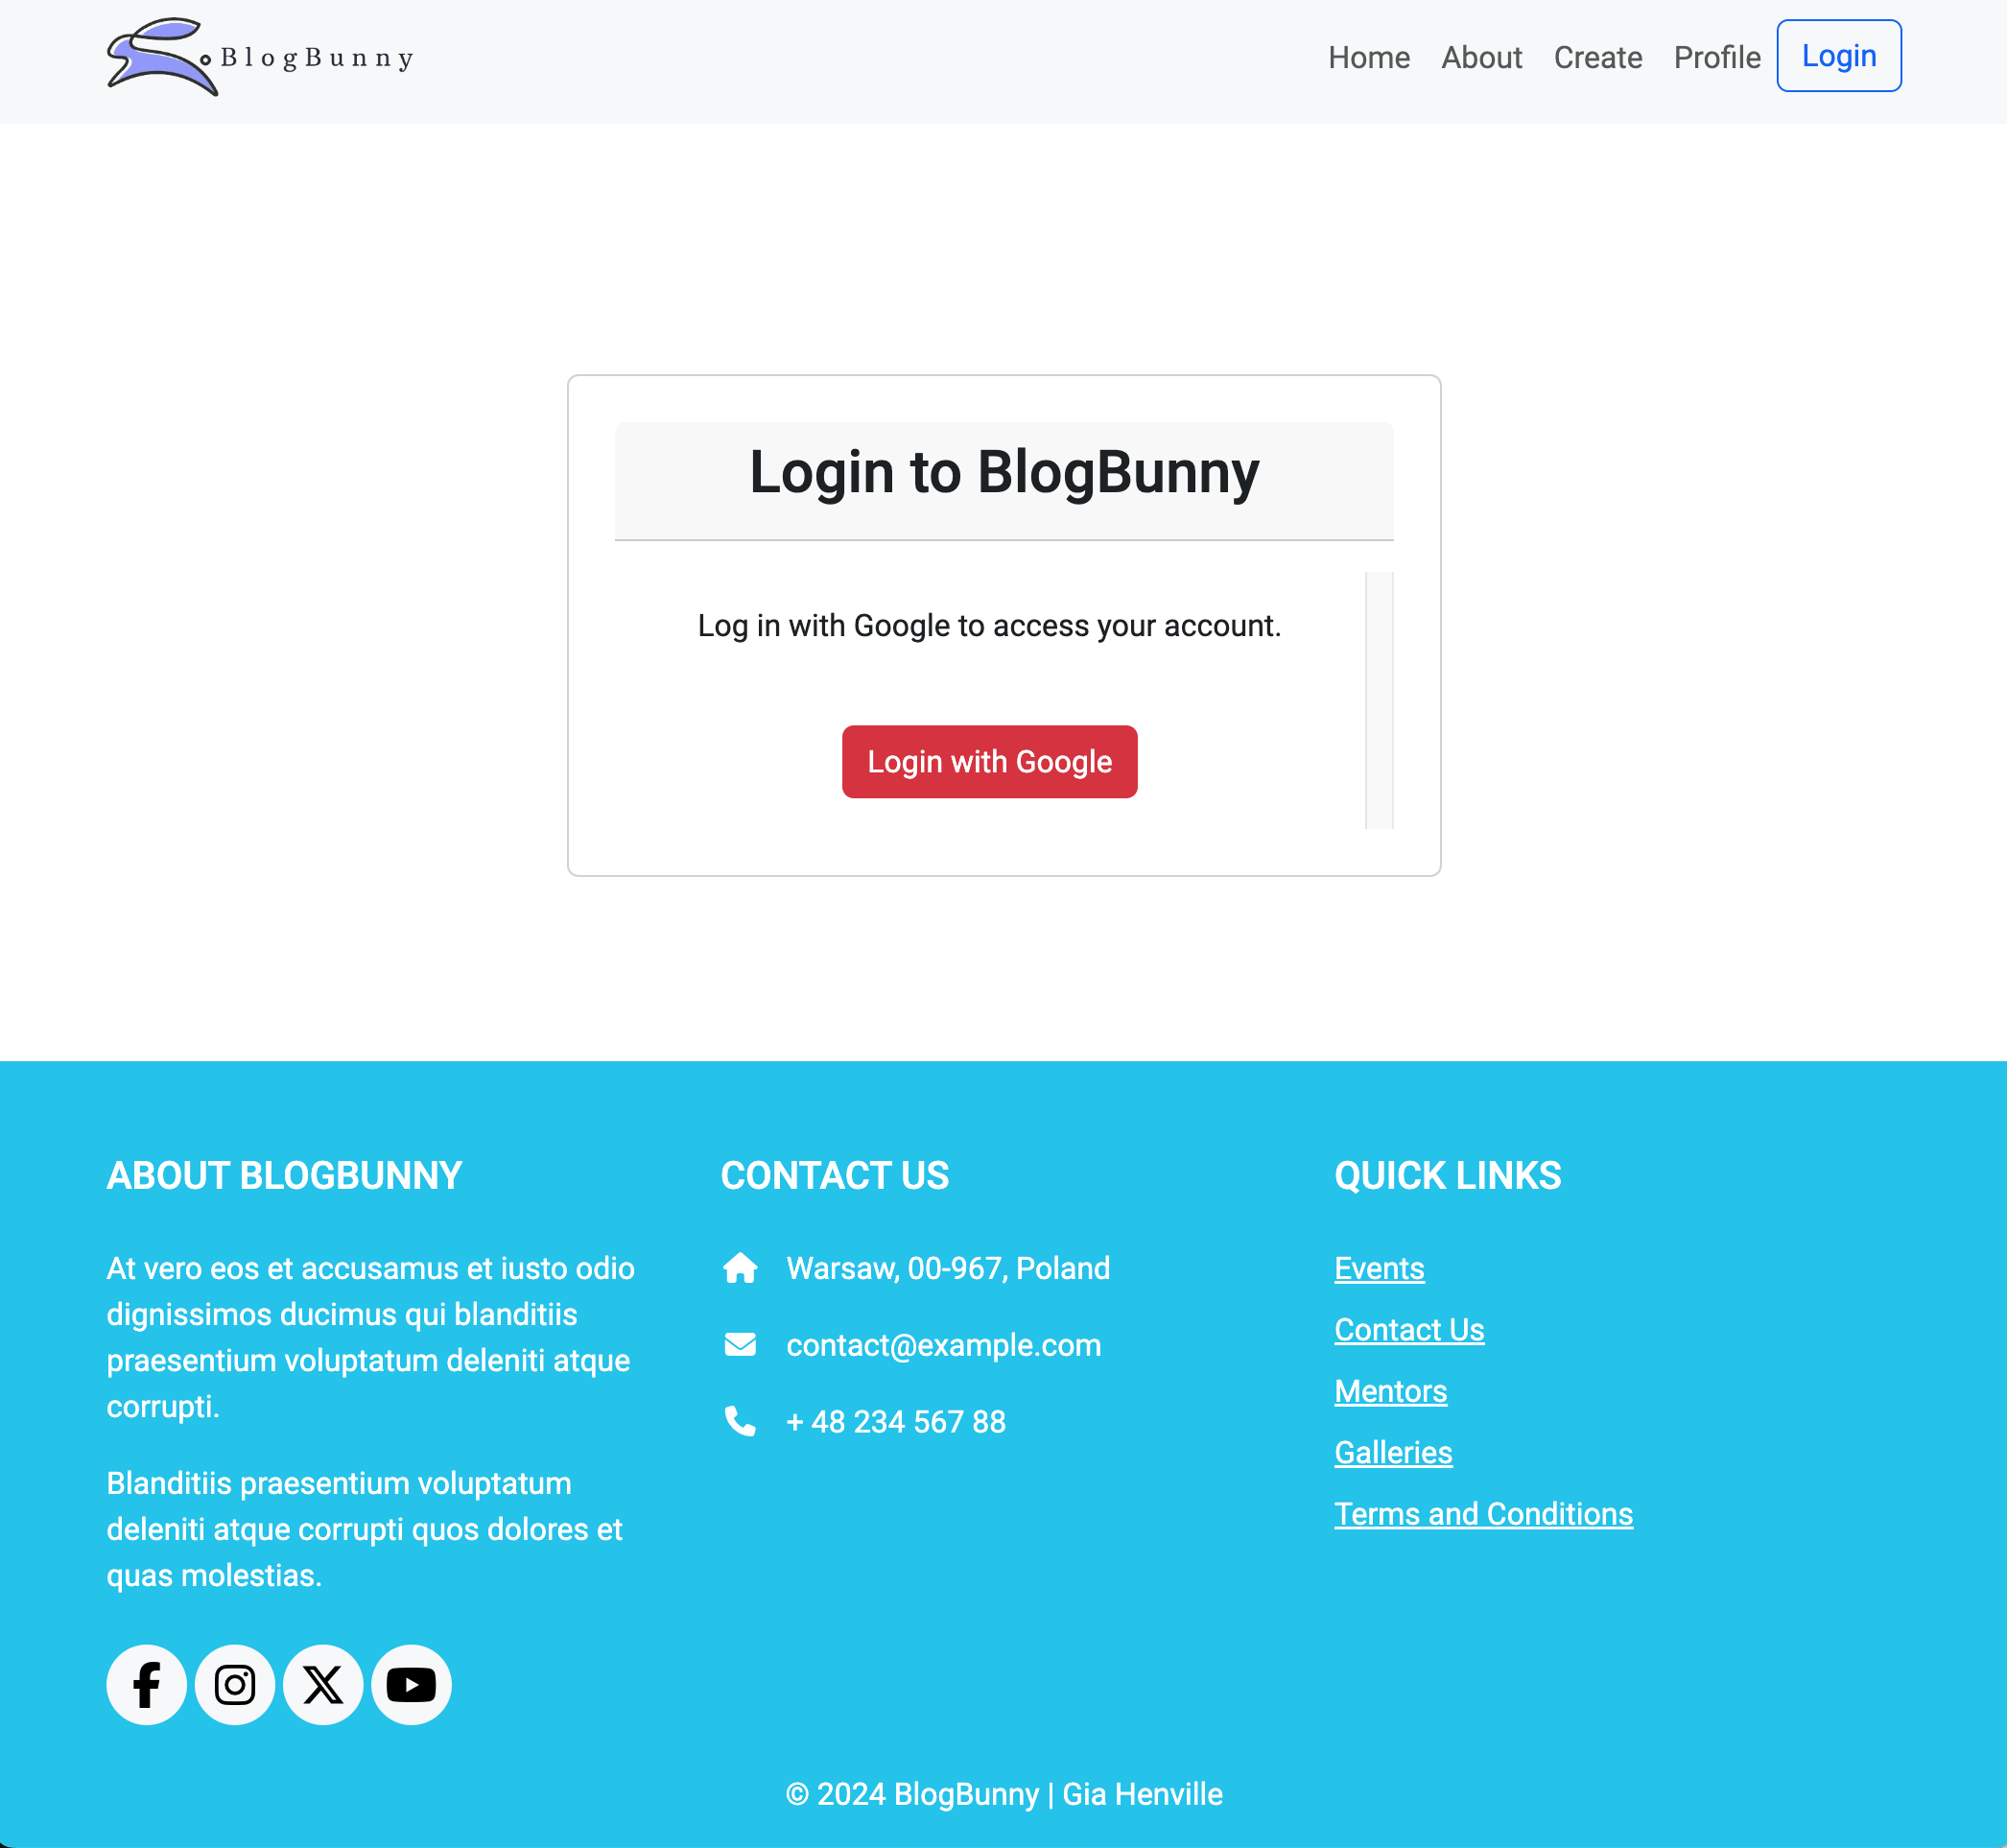 BlogBunny
Home About Create Profile Login
Login to BlogBunny
Log in with Google to access your account.
Login with Google
ABOUT BLOGBUNNY
At vero eos et accusamus et iusto odio
dignissimos ducimus qui blanditiis
praesentium voluptatum deleniti atque
corrupti.
Blanditiis praesentium voluptatum
deleniti atque corrupti quos dolores et
quas molestias.
CONTACT US
Warsaw, 00-967, Poland
contact@example.com
+ 48 234 567 88
QUICK LINKS
Events
Contact Us
Mentors
Galleries
Terms and Conditions
© 2024 BlogBunny | Gia Henville